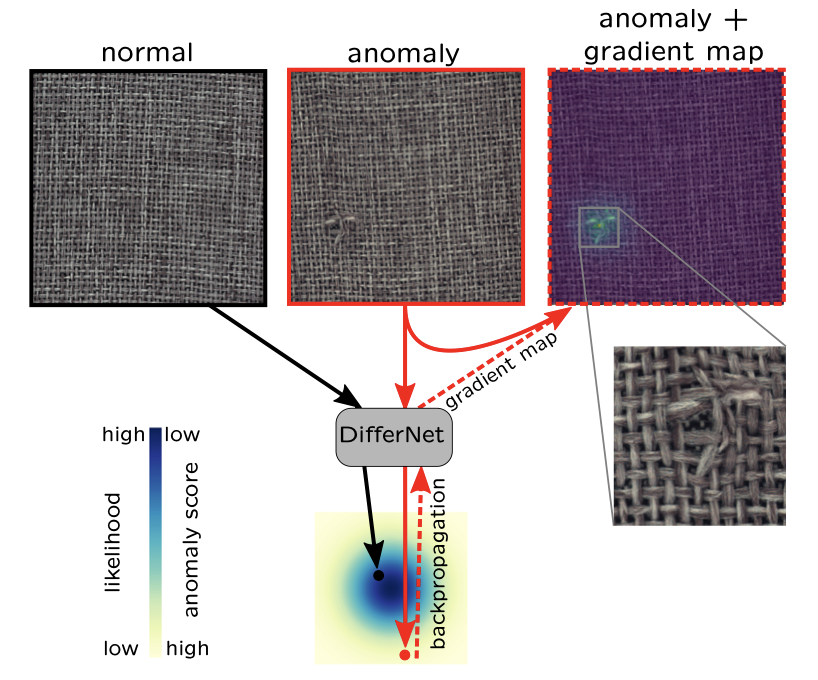 normal
anomaly
anomaly +
gradient map
gradient map
DifferNet
high
low
likelihood
anomaly score
low
high
backpropagation